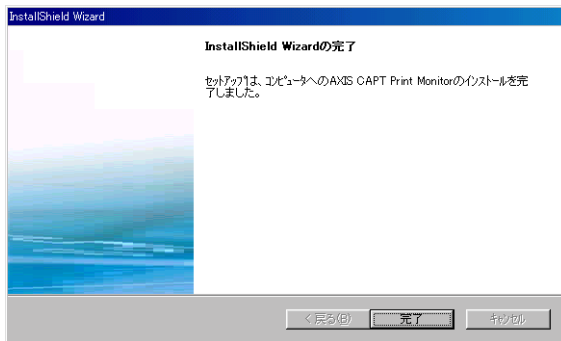 InstallShield Wizard
InstallShield Wizardの完了
セットアップは、コンピュータへのAXIS CAPT Print Monitorのインストールを完
了しました。
< 戻る(B)
完了
キャンセル